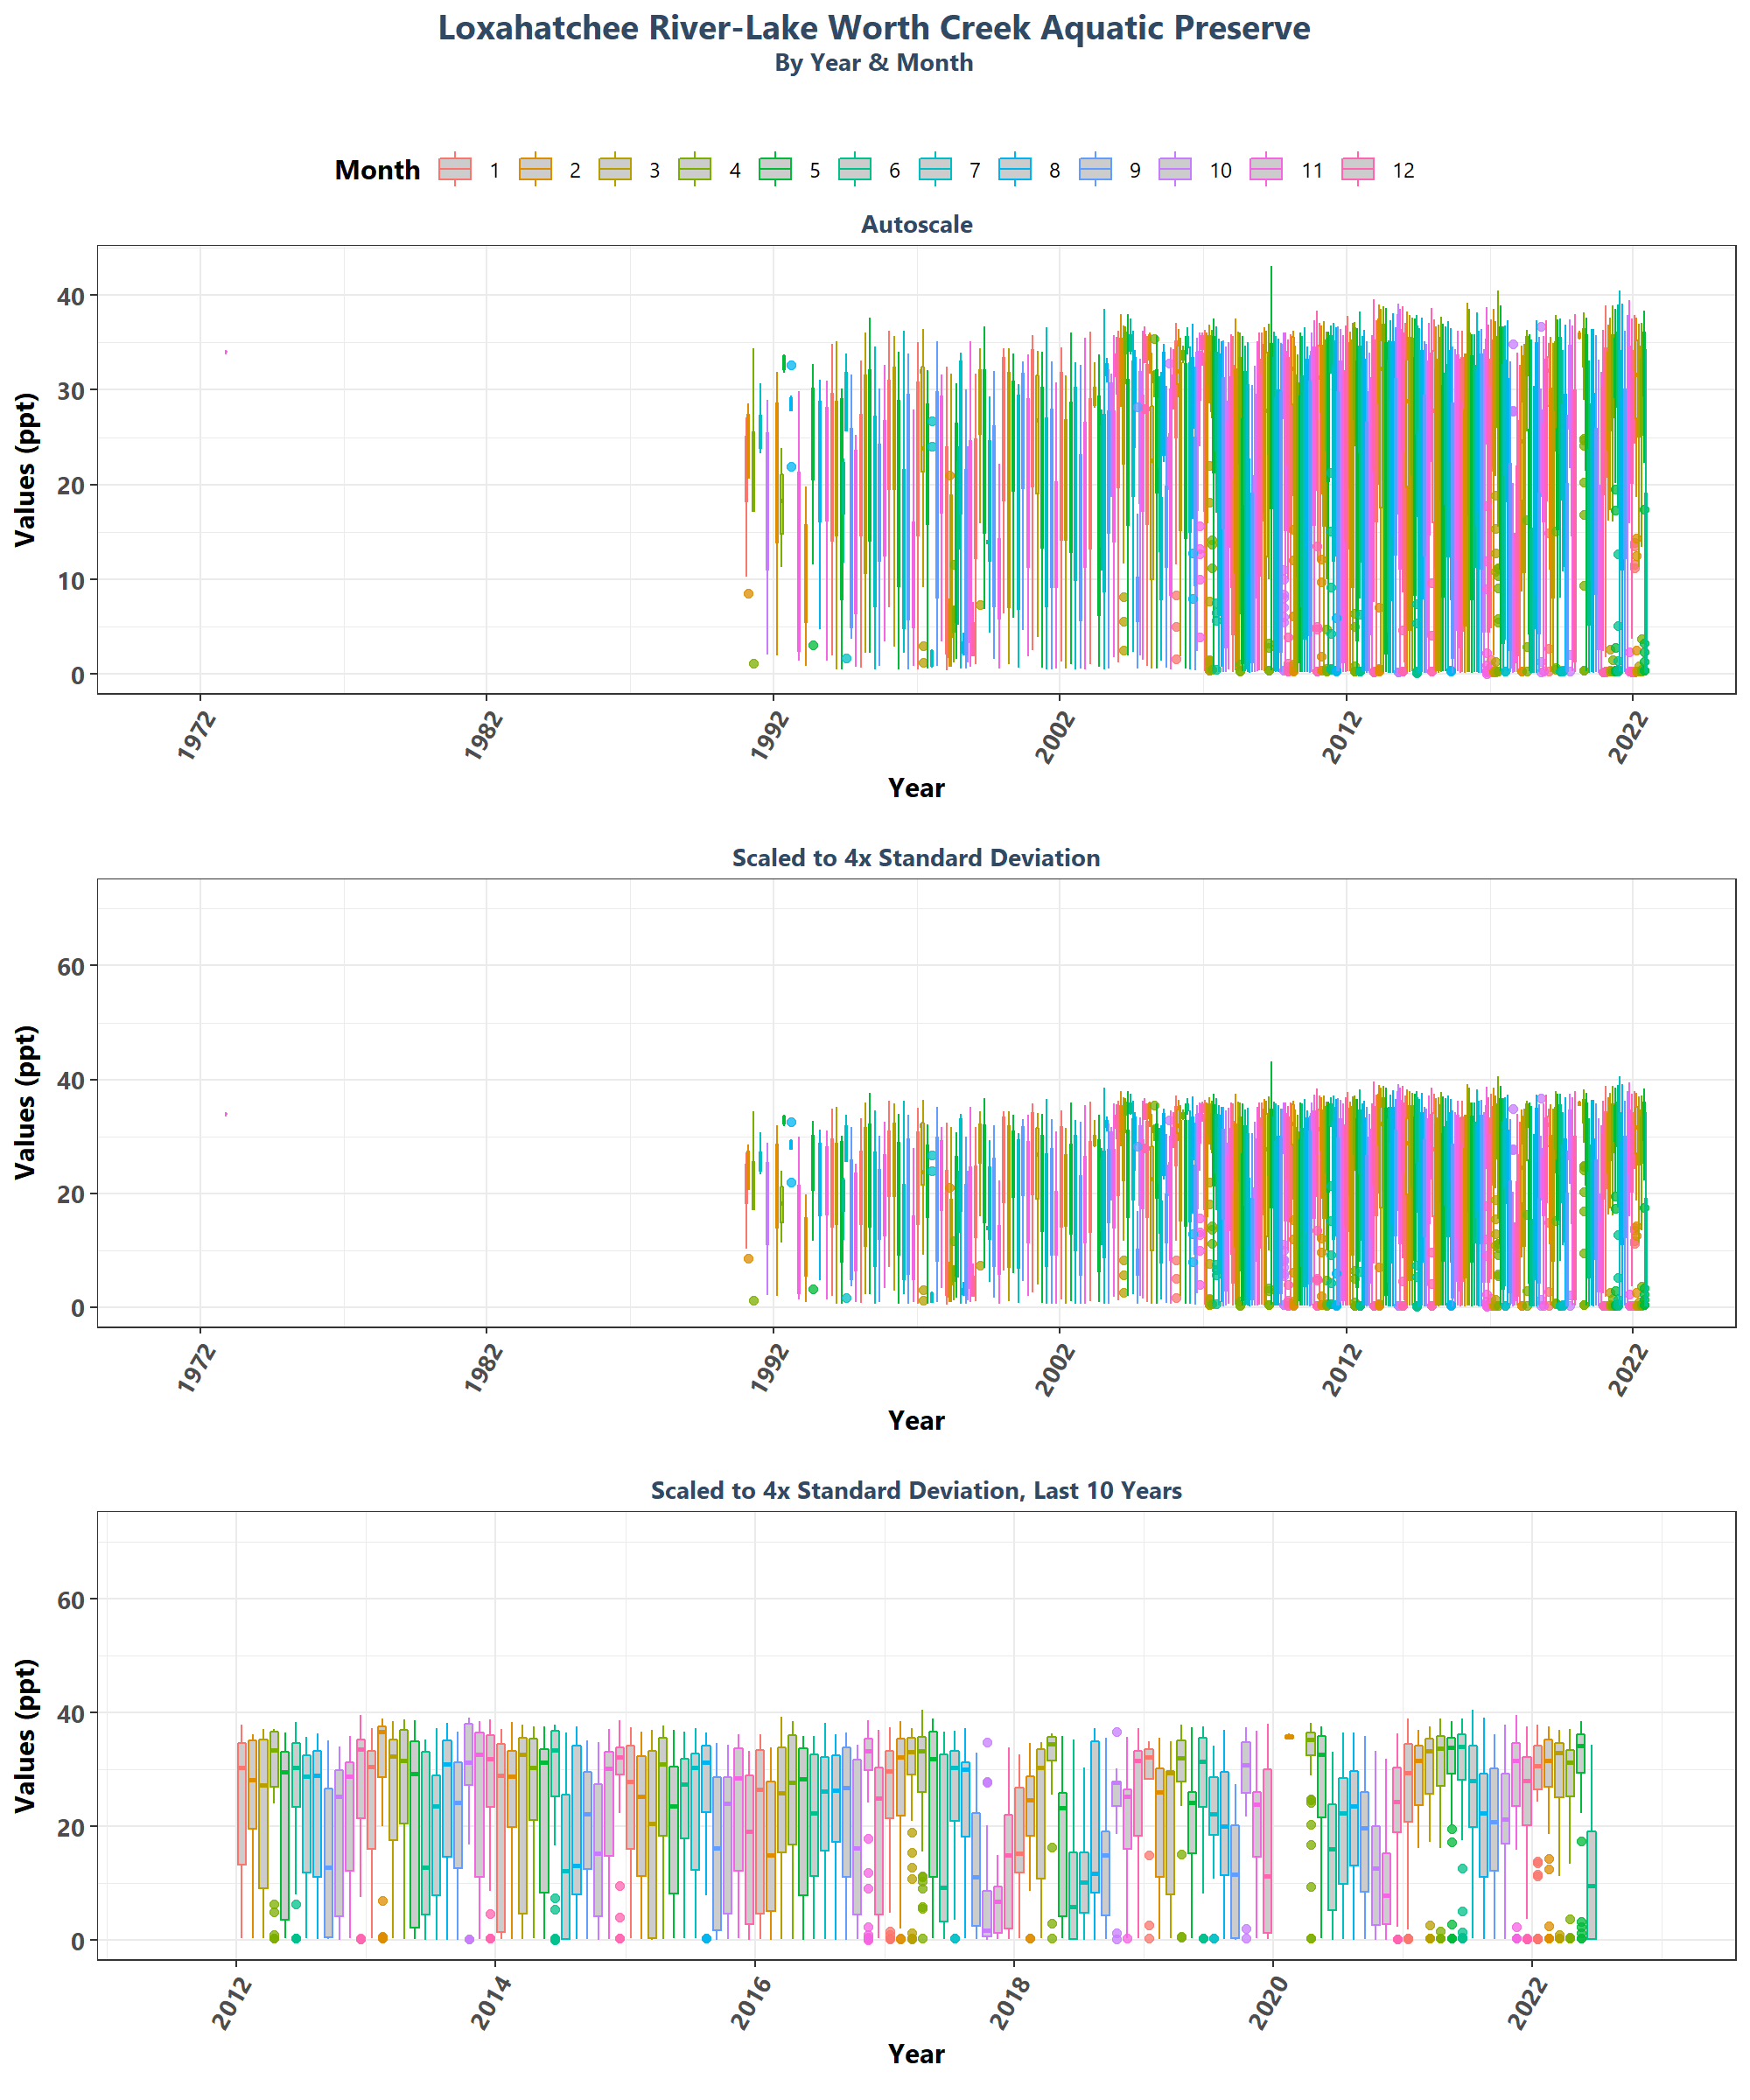 Loxahatchee River-Lake Worth Creek Aquatic Preserve
By Year & Month
Month 1 2 3 4 5 6 7 8 9 10 11 12
Autoscale
Values (ppt)
40
30
20
10
0
1972 1982 1992 2002 2012 2022
Year
Scaled to 4x Standard Deviation
Values (ppt)
60
40
20
0
1972 1982 1992 2002 2012 2022
Year
Scaled to 4x Standard Deviation, Last 10 Years
Values (ppt)
60
40
20
0
2012 2014 2016 2018 2020 2022
Year